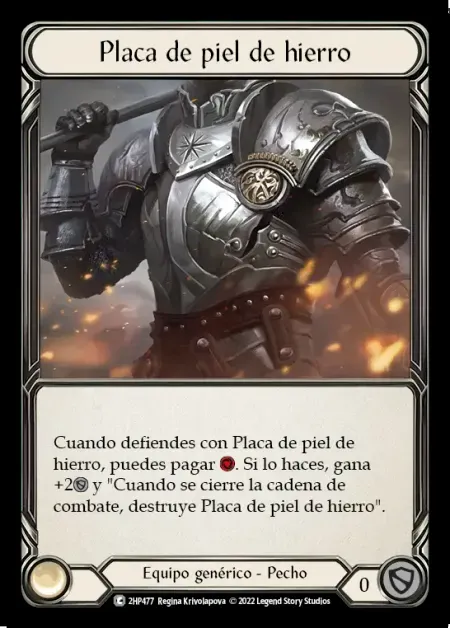 Placa de piel de hierro
Cuando defiendes con Placa de piel de
hierro, puedes pagar . Si lo haces, gana
+2 y "Cuando se cierre la cadena de
combate, destruye Placa de piel de hierro".
Equipo genérico - Pecho
0
C 2HP477 Regina Krivolapova © 2022 Legend Story Studios